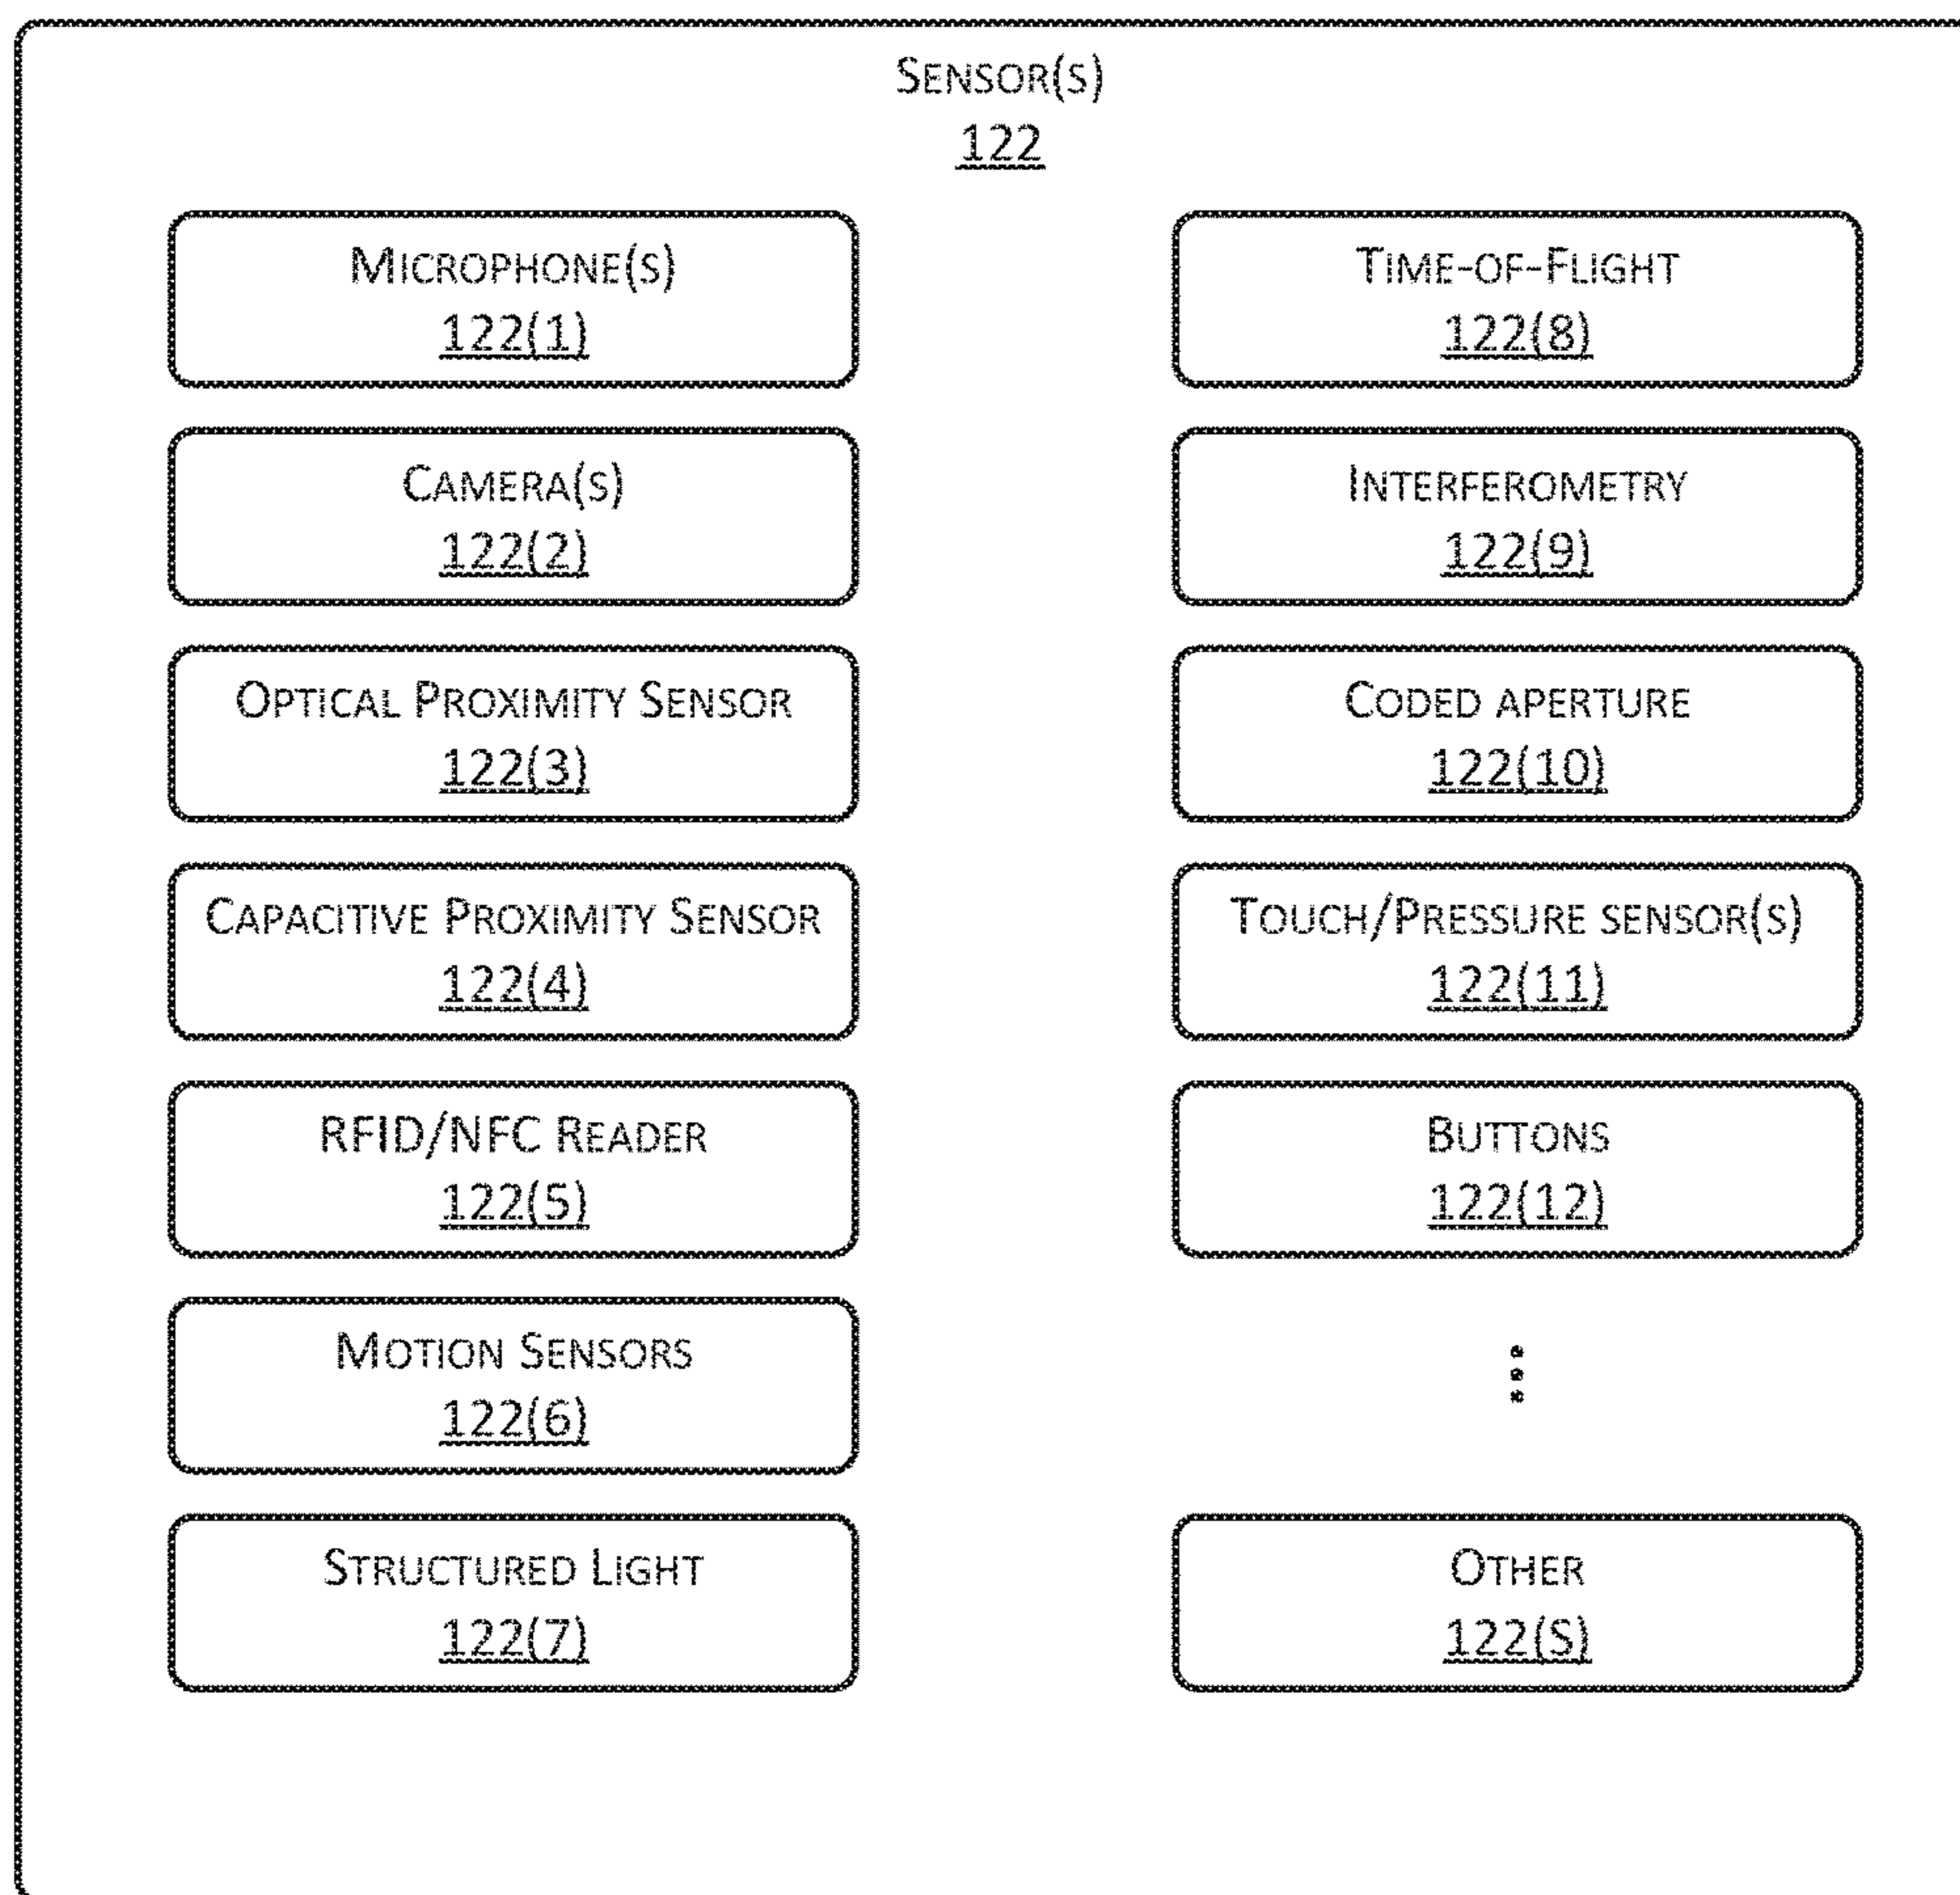 SENSOR(S)
122
MICROPHONE(S)
122(1)
CAMERA(S)
122(2)
OPTICAL PROXIMITY SENSOR
122(3)
CAPACITIVE PROXIMITY SENSOR
122(4)
RFID/NFC READER
122(5)
MOTION SENSORS
122(6)
STRUCTURED LIGHT
122(7)
TIME-OF-FLIGHT
122(8)
INTERFEROMETRY
122(9)
CODED APERTURE
122(10)
TOUCH/PRESSURE SENSOR(S)
122(11)
BUTTONS
122(12)
⋮
OTHER
122(S)